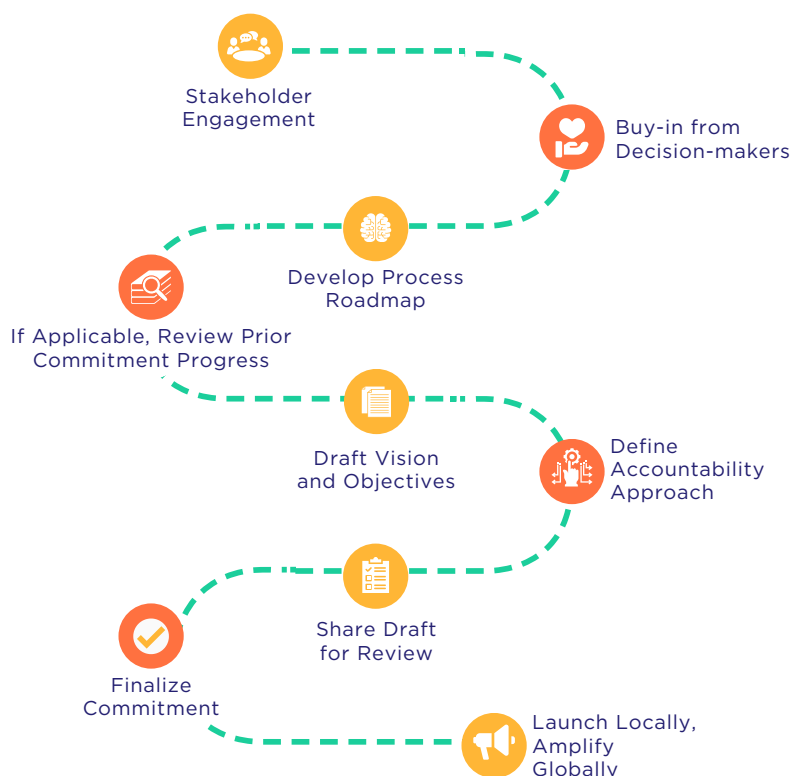 Stakeholder
Engagement
Buy-in from
Decision-makers
Develop Process
Roadmap
If Applicable, Review Prior
Commitment Progress
Draft Vision
and Objectives
Define
Accountability
Approach
Share Draft
for Review
Finalize
Commitment
Launch Locally,
Amplify
Globally